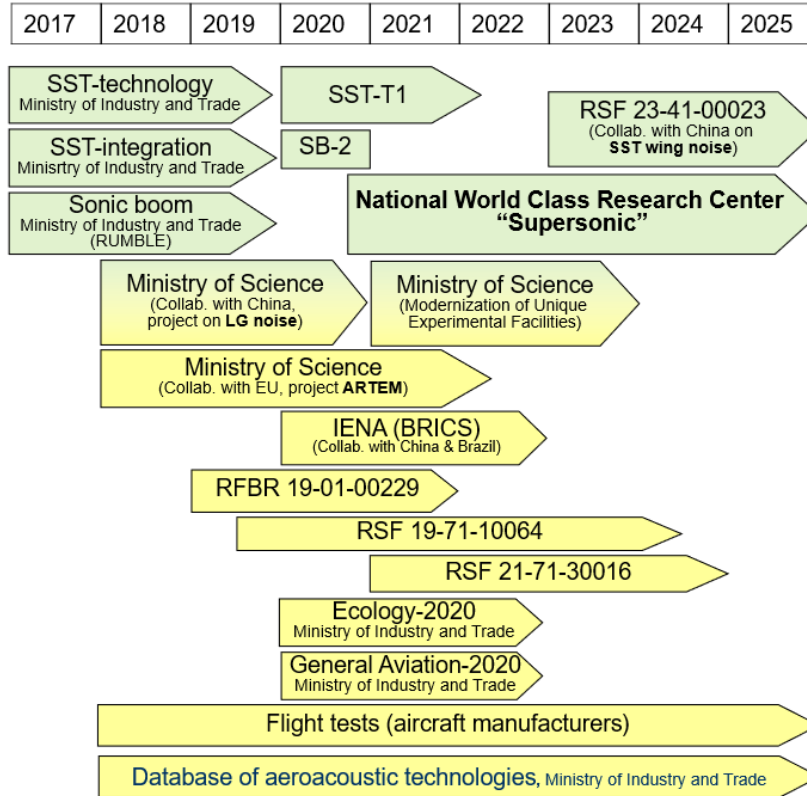 2017 2018 2019 2020 2021 2022 2023 2024 2025
SST-technology
Ministry of Industry and Trade
SST-T1
RSF 23-41-00023
(Collab. with China on
SST wing noise)
SST-integration
Minisrtry of Industry and Trade
SB-2
National World Class Research Center
“Supersonic”
Sonic boom
Ministry of Industry and Trade
(RUMBLE)
Ministry of Science
(Collab. with China,
project on LG noise)
Ministry of Science
(Modernization of Unique
Experimental Facilities)
Ministry of Science
(Collab. with EU, project ARTEM)
IENA (BRICS)
(Collab. with China & Brazil)
RFBR 19-01-00229
RSF 19-71-10064
RSF 21-71-30016
Ecology-2020
Ministry of Industry and Trade
General Aviation-2020
Ministry of Industry and Trade
Flight tests (aircraft manufacturers)
Database of aeroacoustic technologies, Ministry of Industry and Trade